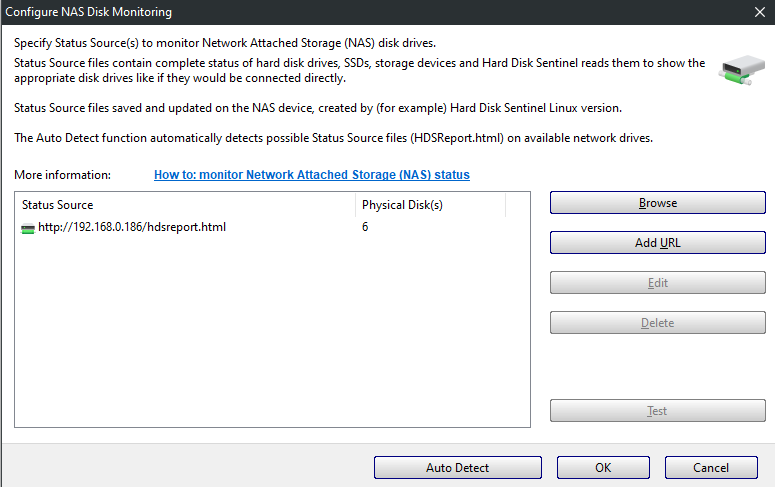 Configure NAS Disk Monitoring
Specify Status Source(s) to monitor Network Attached Storage (NAS) disk drives.
Status Source files contain complete status of hard disk drives, SSDs, storage devices and Hard Disk Sentinel reads them to show the
appropriate disk drives like if they would be connected directly.
Status Source files saved and updated on the NAS device, created by (for example) Hard Disk Sentinel Linux version.
The Auto Detect function automatically detects possible Status Source files (HDSReport.html) on available network drives.
More information: How to: monitor Network Attached Storage (NAS) status
Status Source Physical Disk(s)
http://192.168.0.186/hdsreport.html 6
Browse
Add URL
Edit
Delete
Test
Auto Detect OK Cancel